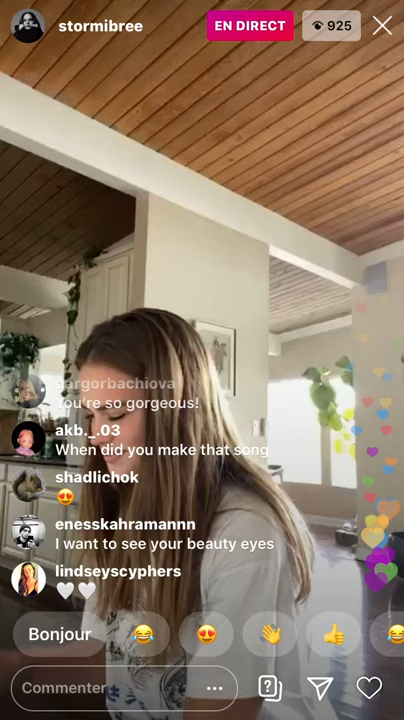 stormibree
EN DIRECT
925
argorbachiova
You're so gorgeous!
akb._.03
When did you make that song
shadlichok
😍
enesskahramannn
I want to see your beauty eyes
lindseyscyphers
🤍🤍
Bonjour 😂 😍 👋 👍 😂
Commenter